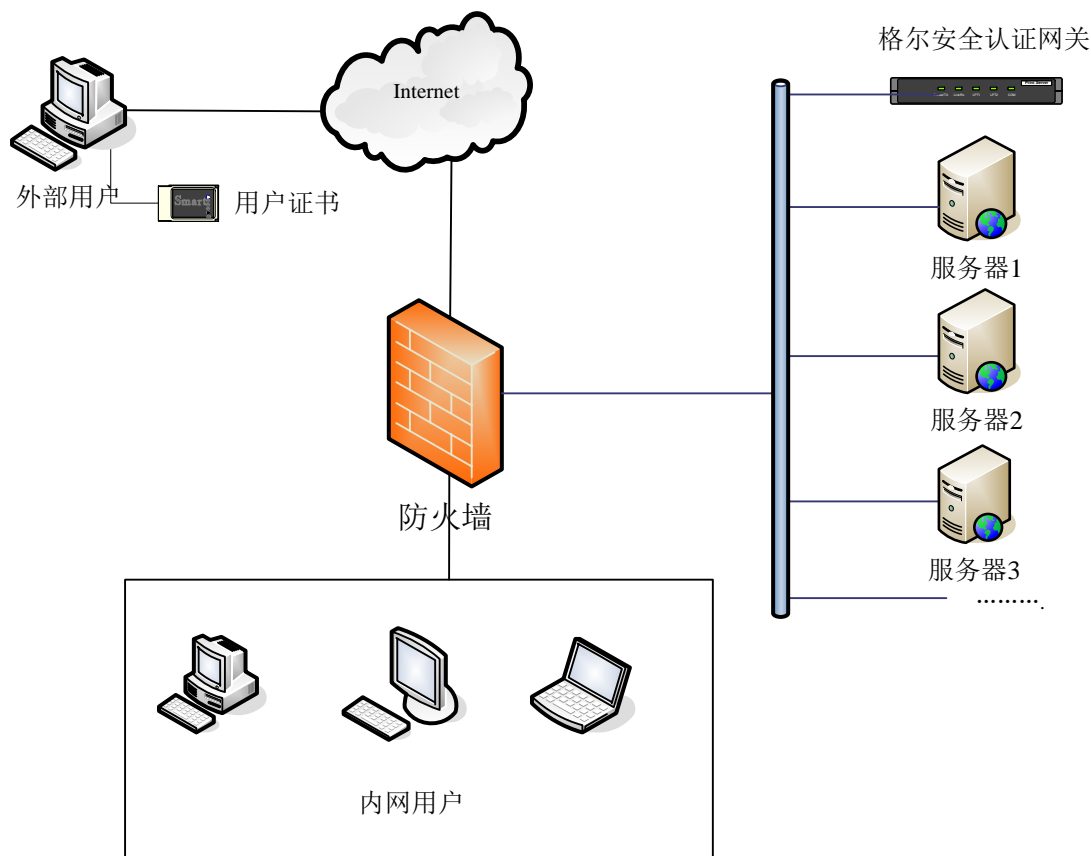 格尔安全认证网关
Internet
外部用户
Smart
用户证书
服务器1
服务器2
防火墙
服务器3
……….
内网用户